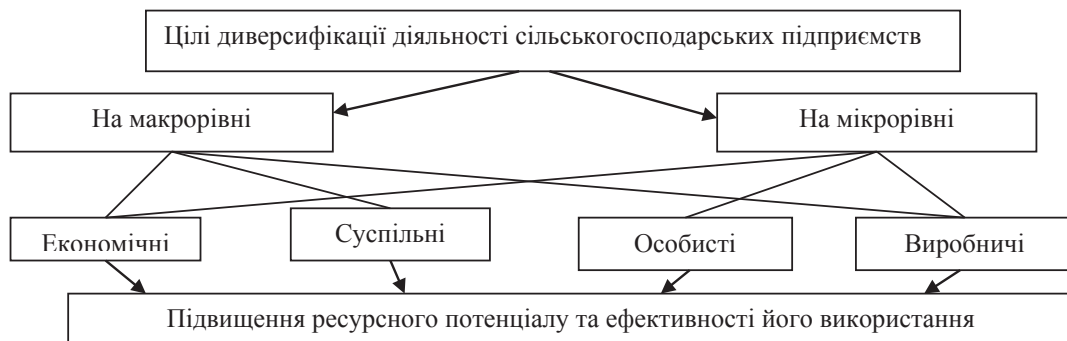 Цілі диверсифікації діяльності сільськогосподарських підприємств
На макрорівні
На мікрорівні
Економічні
Суспільні
Особисті
Виробничі
Підвищення ресурсного потенціалу та ефективності його використання